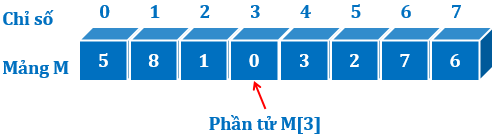 Chỉ số 0 1 2 3 4 5 6 7
Mảng M 5 8 1 0 3 2 7 6
Phần tử M[3]